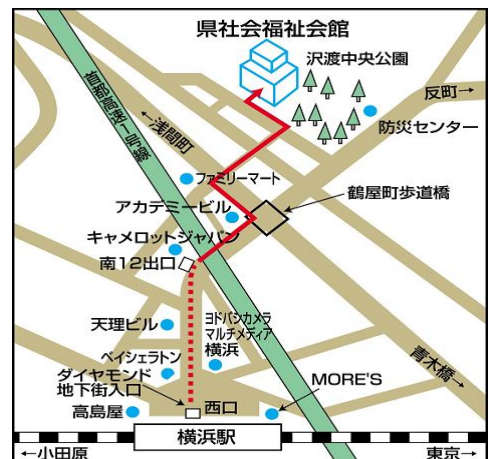 県社会福祉会館
沢渡中央公園
反町→
防災センター
首都高速1号線
←浅間町
ファミリーマート
鶴屋町歩道橋
アカデミービル
キャメロットジャパン
南12出口
天理ビル
ヨドバシカメラ
マルチメディア
横浜
ベイシェラトン
ダイヤモンド
地下街入口
青木橋→
MORE'S
高島屋
西口
横浜駅
←小田原
東京→